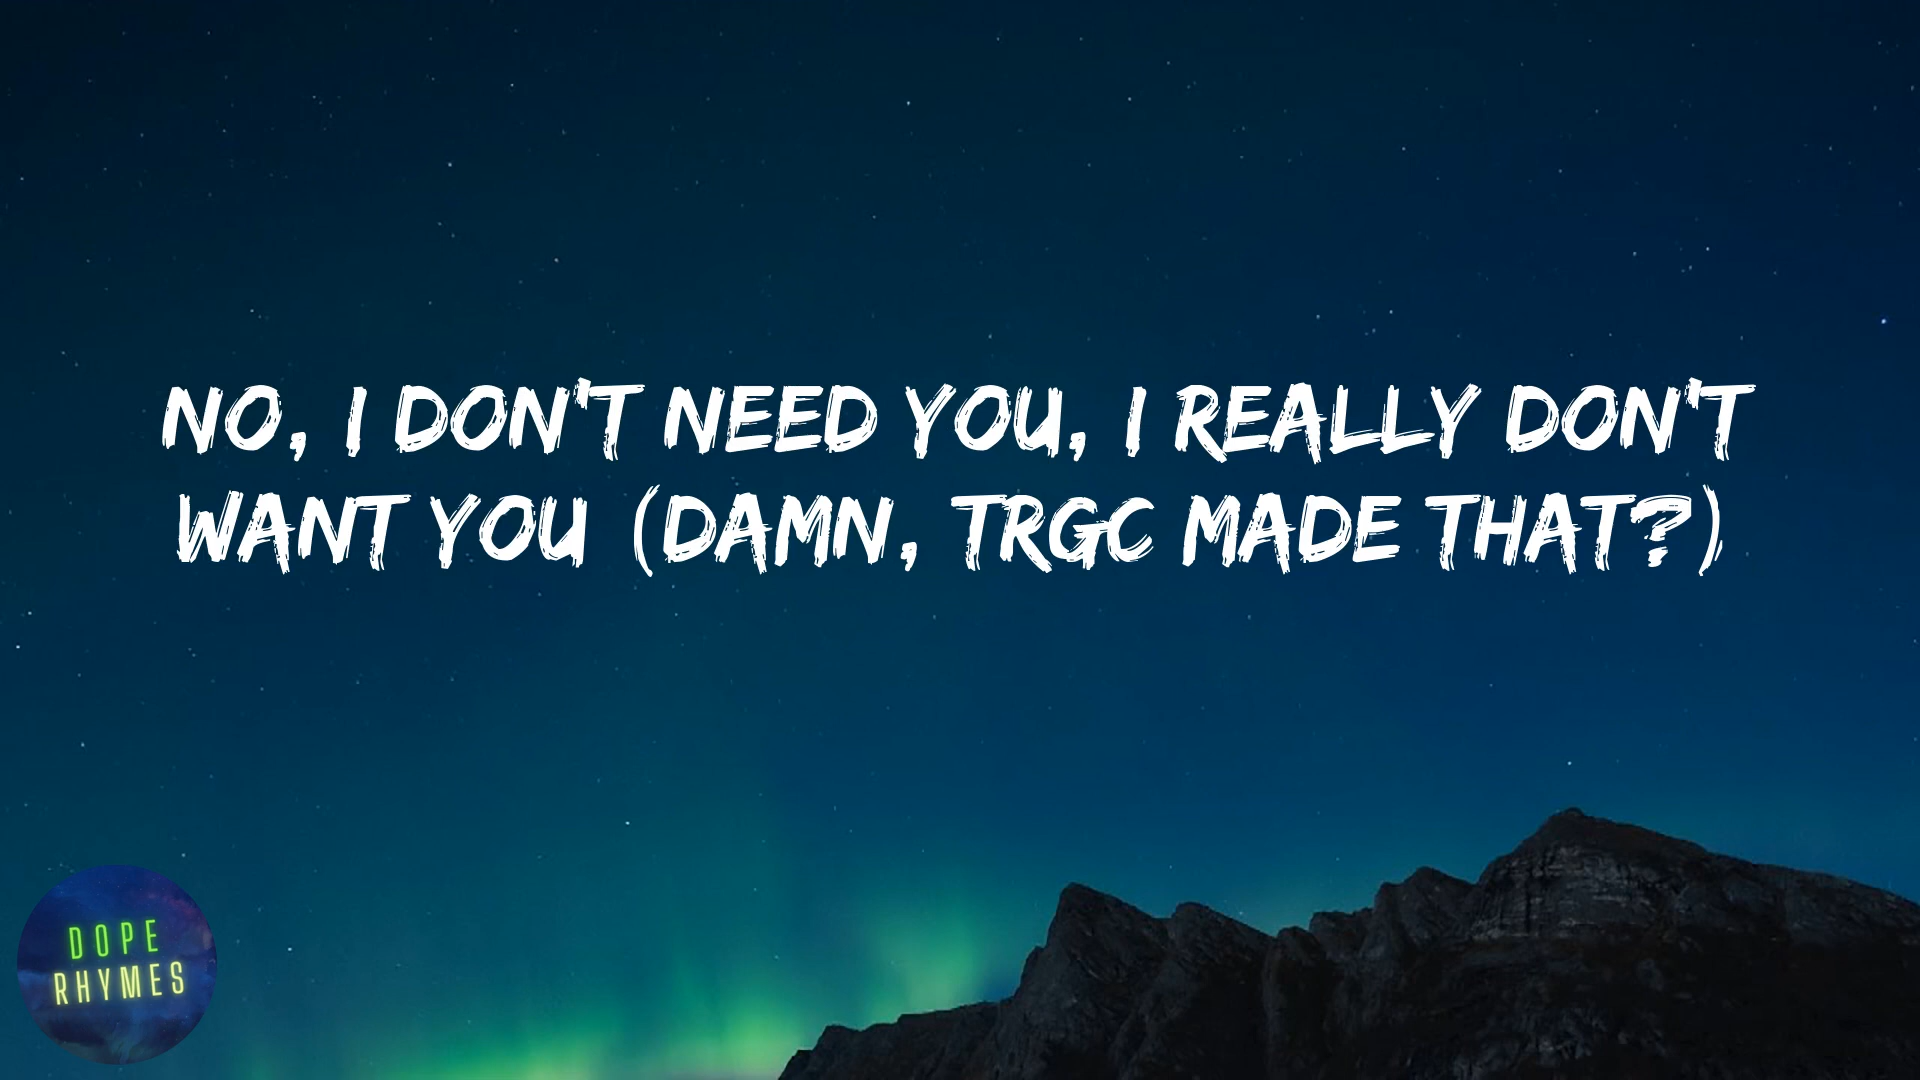 NO, I DON'T NEED YOU, I REALLY DON'T
WANT YOU (DAMN, TRGC MADE THAT?)
DOPE
RHYMES